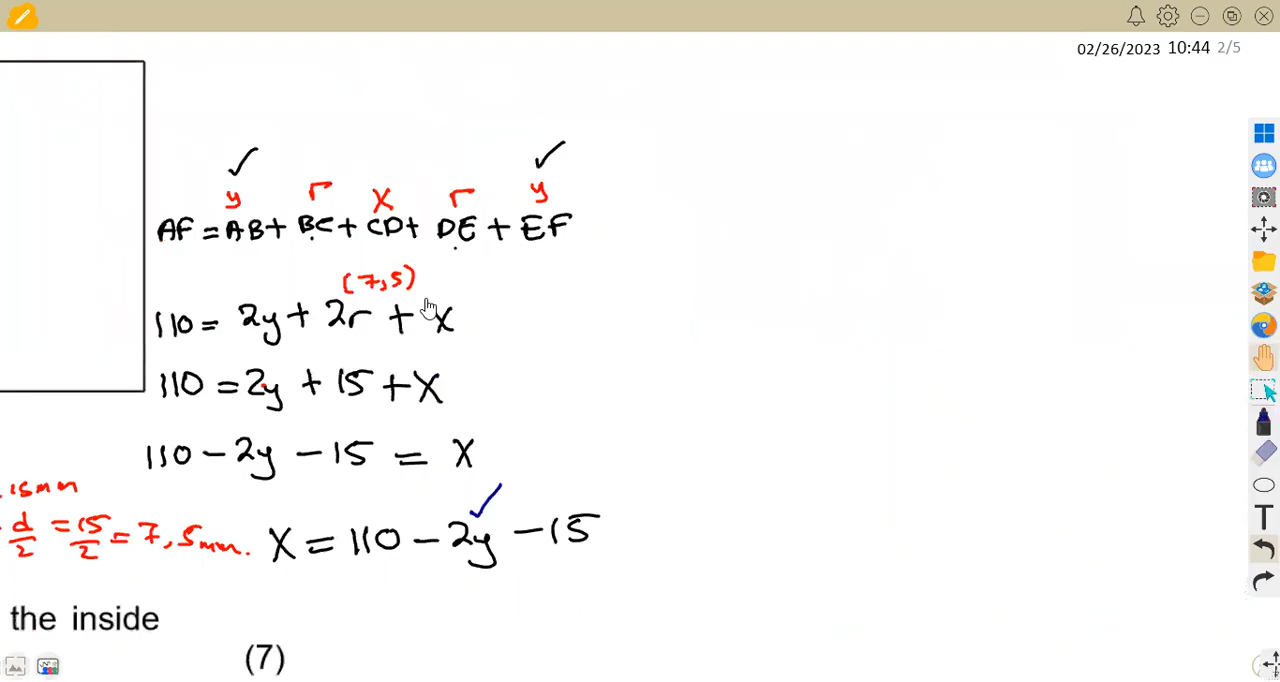 02/26/2023 10:44 2/5
y r x r y
AF = AB + BC + CD + DE + EF
(7,5)
110 = 2y + 2r + x
110 = 2y + 15 + x
110 - 2y - 15 = x
15mm
d/2 = 15/2 = 7,5mm.
x = 110 - 2y - 15
the inside
(7)
T